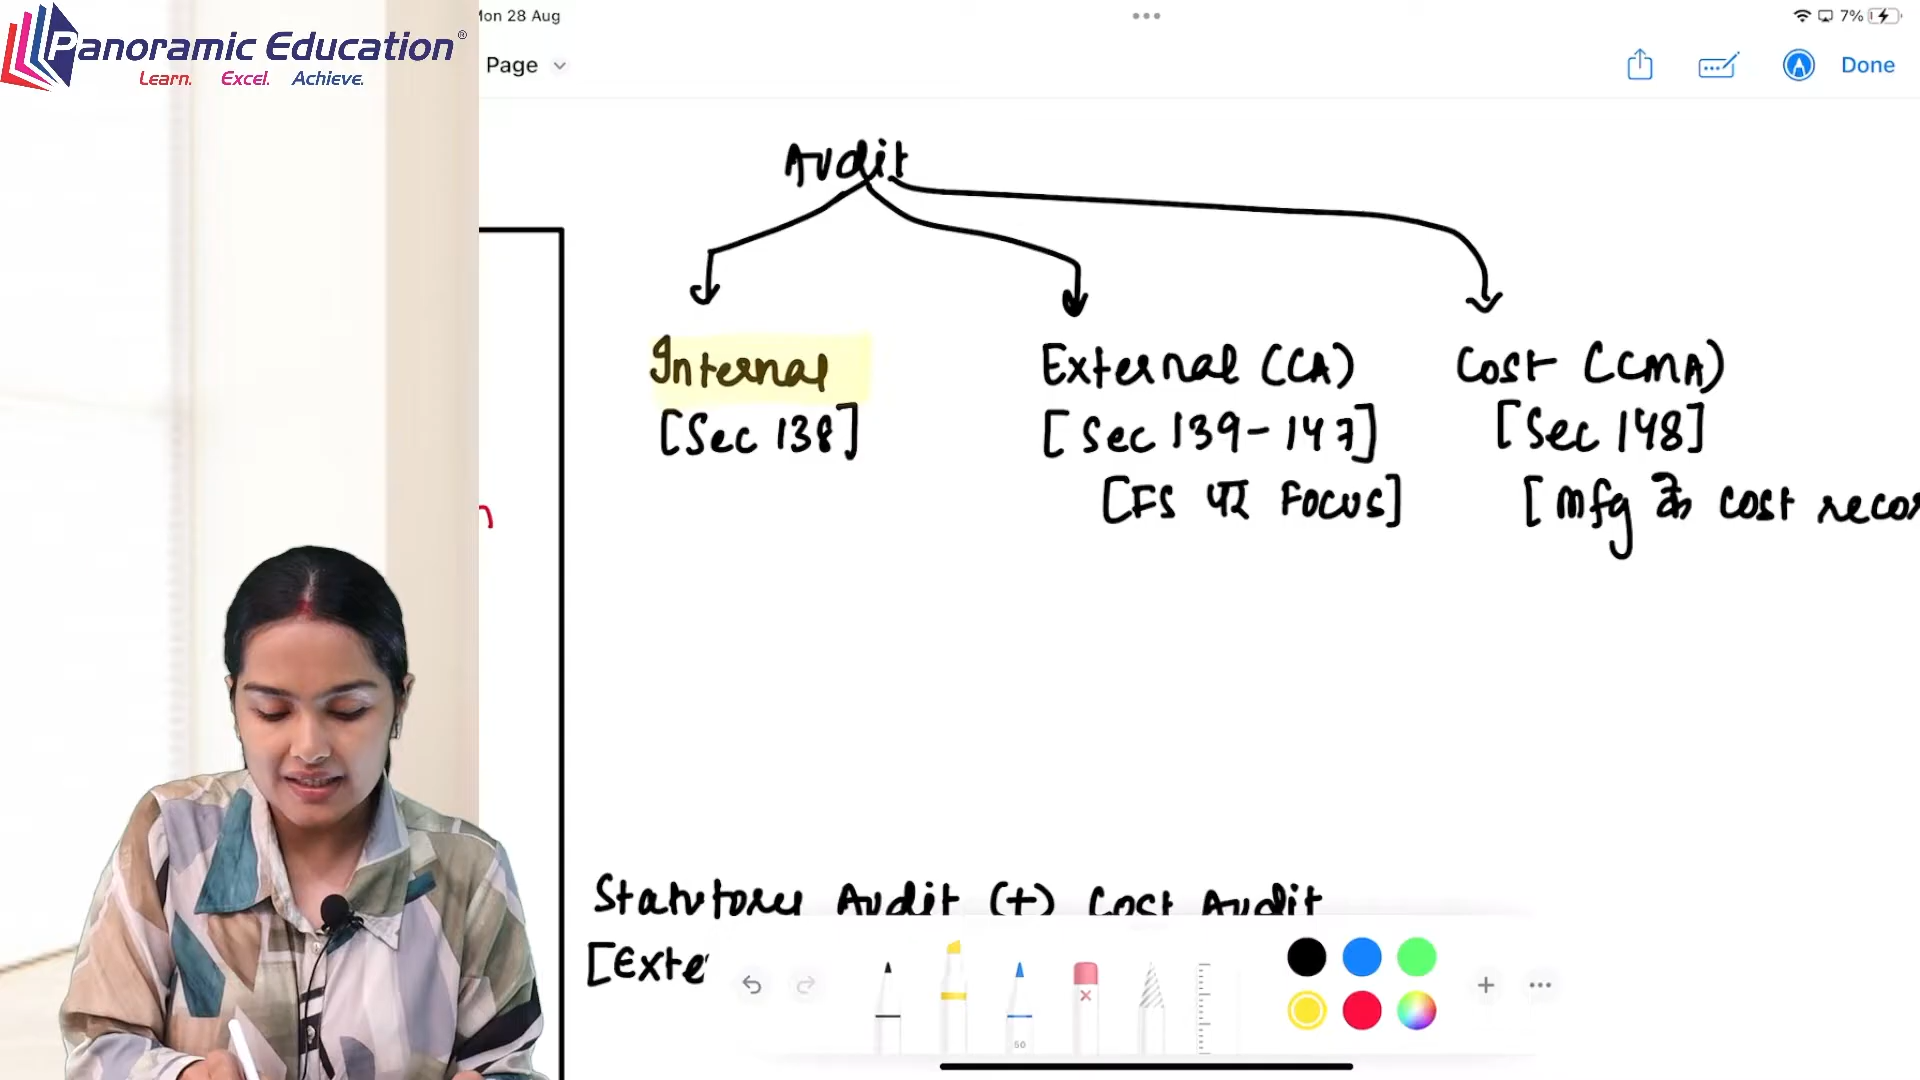 Mon 28 Aug
7%
Panoramic Education®
Learn. Excel. Achieve.
Page
Done
Audit
Internal
External (CA)
Cost (CMA)
[Sec 138]
[Sec 139-147]
[Sec 148]
[FS पर Focus]
[Mfg के cost recor
Statutory Audit (+) Cost Audit
[Exte
50